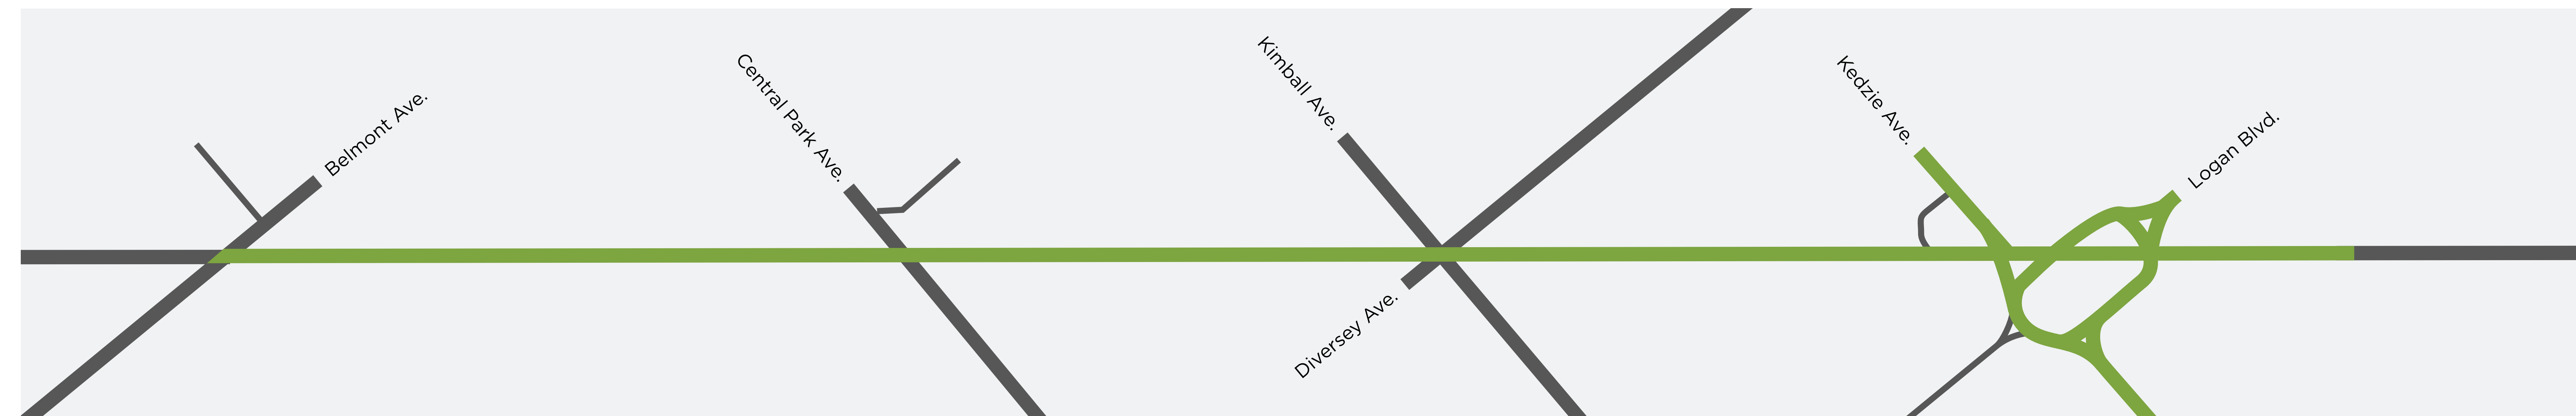 Belmont Ave.
Central Park Ave.
Kimball Ave.
Diversey Ave.
Kedzie Ave.
Logan Blvd.